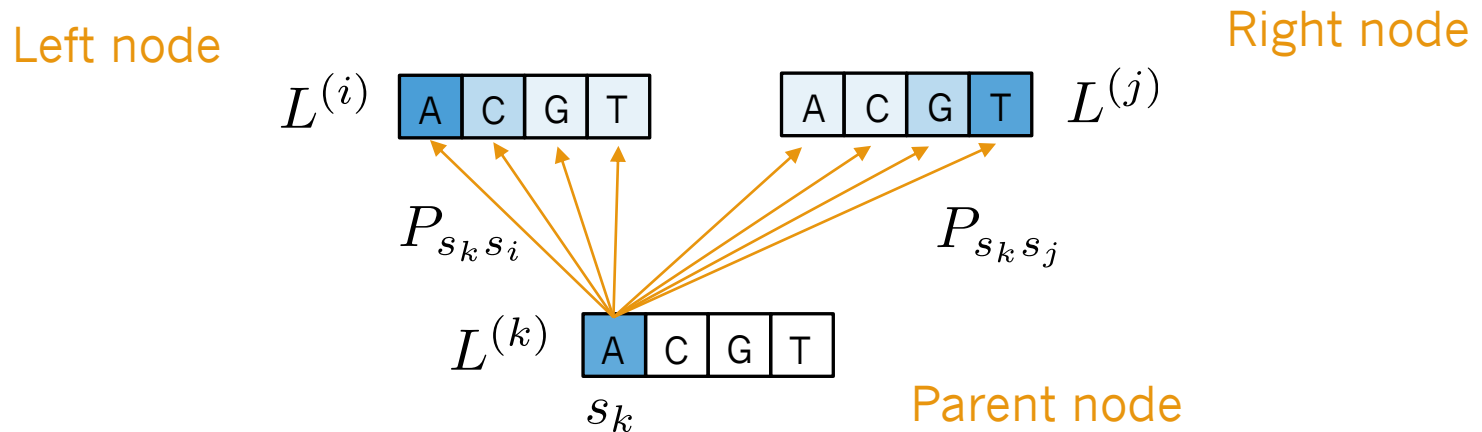 Left node
Right node
L^{(i)} A C G T
A C G T L^{(j)}
P_{s_k s_i}
P_{s_k s_j}
L^{(k)} A C G T
s_k
Parent node